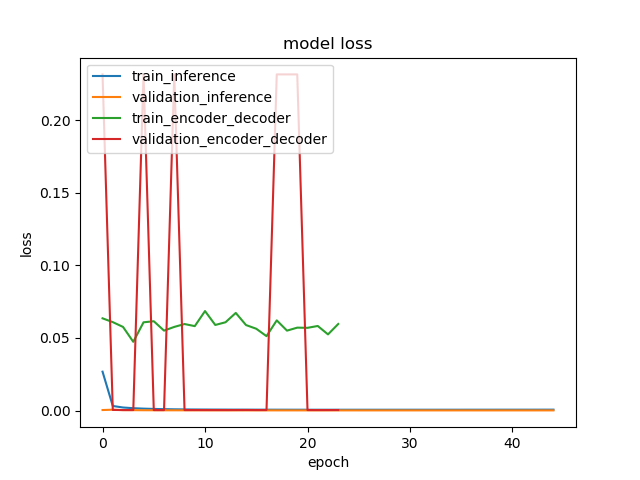 model loss
train_inference
validation_inference
train_encoder_decoder
validation_encoder_decoder
0.20
0.15
0.10
0.05
0.00
loss
0 10 20 30 40
epoch